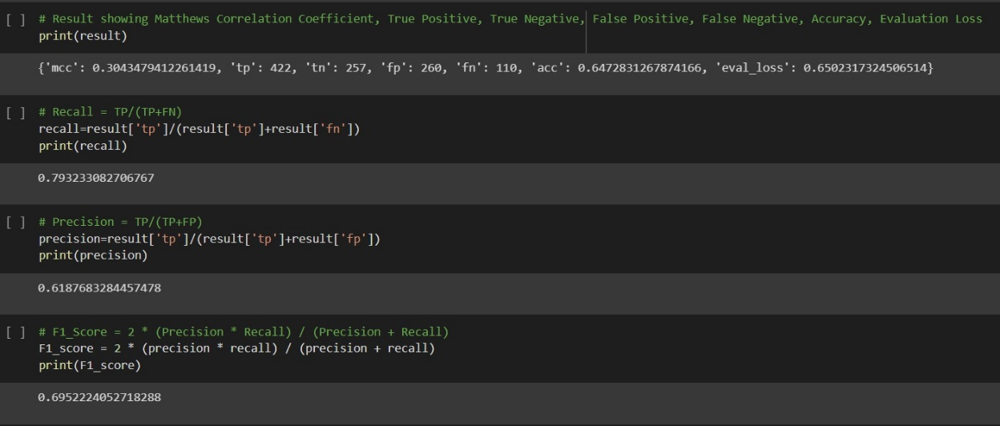 [ ] # Result showing Matthews Correlation Coefficient, True Positive, True Negative, False Positive, False Negative, Accuracy, Evaluation Loss
print(result)
{'mcc': 0.3043479412261419, 'tp': 422, 'tn': 257, 'fp': 260, 'fn': 110, 'acc': 0.6472831267874166, 'eval_loss': 0.6502317324506514}
[ ] # Recall = TP/(TP+FN)
recall=result['tp']/(result['tp']+result['fn'])
print(recall)
0.793233082706767
[ ] # Precision = TP/(TP+FP)
precision=result['tp']/(result['tp']+result['fp'])
print(precision)
0.6187683284457478
[ ] # F1_Score = 2 * (Precision * Recall) / (Precision + Recall)
F1_score = 2 * (precision * recall) / (precision + recall)
print(F1_score)
0.6952224052718288